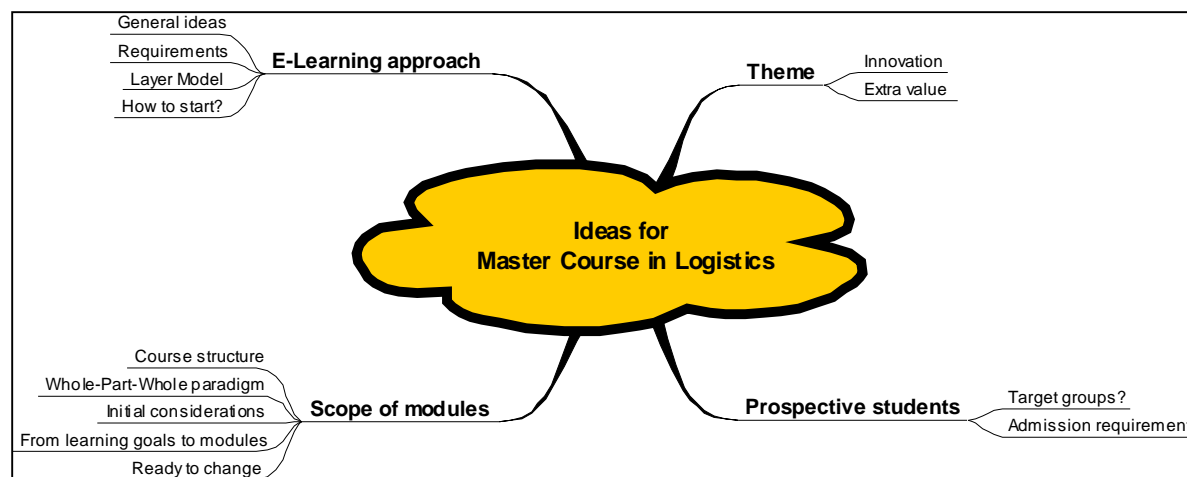 General ideas
Requirements
Layer Model
How to start?
E-Learning approach
Theme
Innovation
Extra value
Ideas for
Master Course in Logistics
Course structure
Whole-Part-Whole paradigm
Initial considerations
From learning goals to modules
Ready to change
Scope of modules
Prospective students
Target groups?
Admission requirement